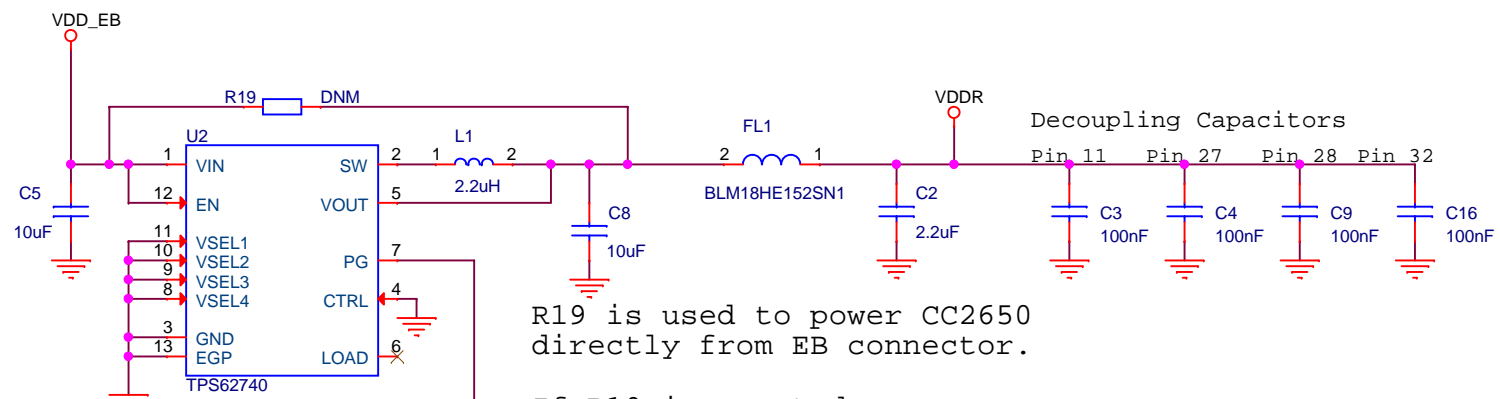 VDD_EB
R19 DNM
VDDR
Decoupling Capacitors
U2
L1
FL1
Pin 11 Pin 27 Pin 28 Pin 32
1 VIN SW 2 1 2 2 1
C5
10uF
12 EN VOUT 5
2.2uH
BLM18HE152SN1
C8
10uF
C2
2.2uF
C3
100nF
C4
100nF
C9
100nF
C16
100nF
11 VSEL1
10 VSEL2
9 VSEL3
8 VSEL4
PG 7
CTRL 4
3 GND
13 EGP
LOAD 6
TPS62740
R19 is used to power CC2650
directly from EB connector.